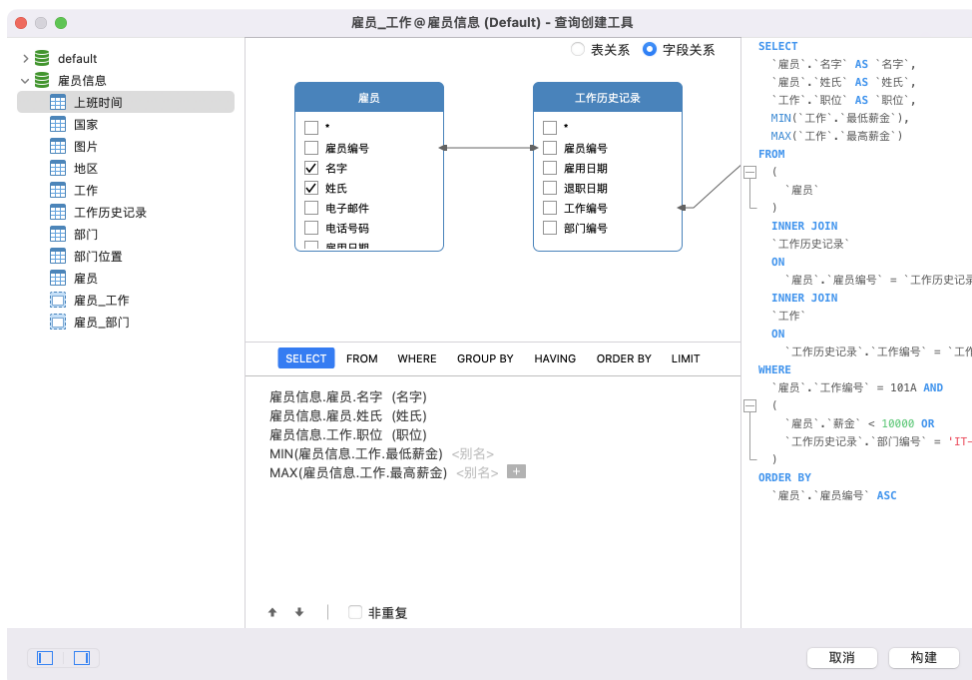 雇员_工作@雇员信息 (Default) - 查询创建工具
default
雇员信息
上班时间
国家
图片
地区
工作
工作历史记录
部门
部门位置
雇员
雇员_工作
雇员_部门
表关系 字段关系
雇员
*
雇员编号
名字
姓氏
电子邮件
电话号码
雇用日期
工作历史记录
*
雇员编号
雇用日期
退职日期
工作编号
部门编号
SELECT FROM WHERE GROUP BY HAVING ORDER BY LIMIT
雇员信息.雇员.名字 (名字)
雇员信息.雇员.姓氏 (姓氏)
雇员信息.工作.职位 (职位)
MIN(雇员信息.工作.最低薪金) <别名>
MAX(雇员信息.工作.最高薪金) <别名> +
非重复
SELECT
`雇员`.`名字` AS `名字`,
`雇员`.`姓氏` AS `姓氏`,
`工作`.`职位` AS `职位`,
MIN(`工作`.`最低薪金`),
MAX(`工作`.`最高薪金`)
FROM
(
`雇员`
)
INNER JOIN
`工作历史记录`
ON
`雇员`.`雇员编号` = `工作历史记录
INNER JOIN
`工作`
ON
`工作历史记录`.`工作编号` = `工作
WHERE
`雇员`.`工作编号` = 101A AND
(
`雇员`.`薪金` < 10000 OR
`工作历史记录`.`部门编号` = 'IT-
)
ORDER BY
`雇员`.`雇员编号` ASC
取消 构建